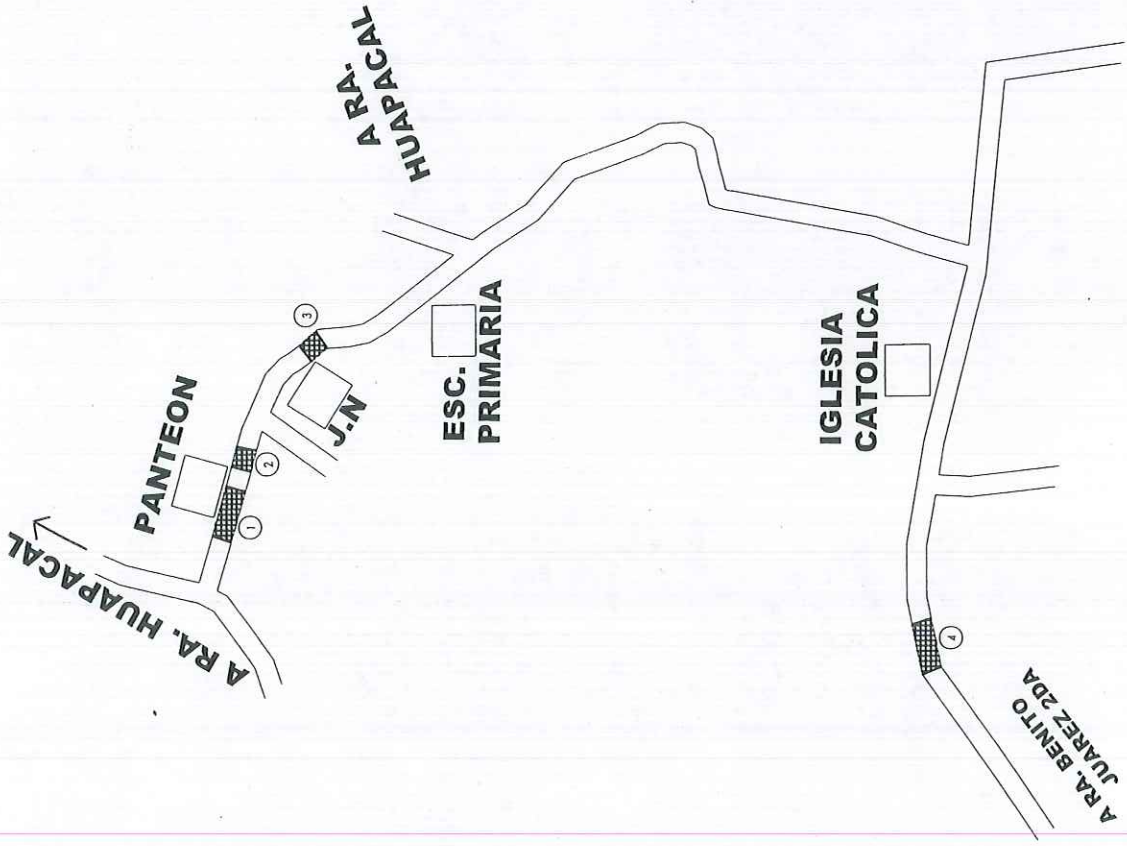 A RA. HUAPACAL
PANTEON
1
2
3
J.N
A RA.
HUAPACAL
ESC.
PRIMARIA
IGLESIA
CATOLICA
4
A RA. BENITO
JUAREZ 2DA